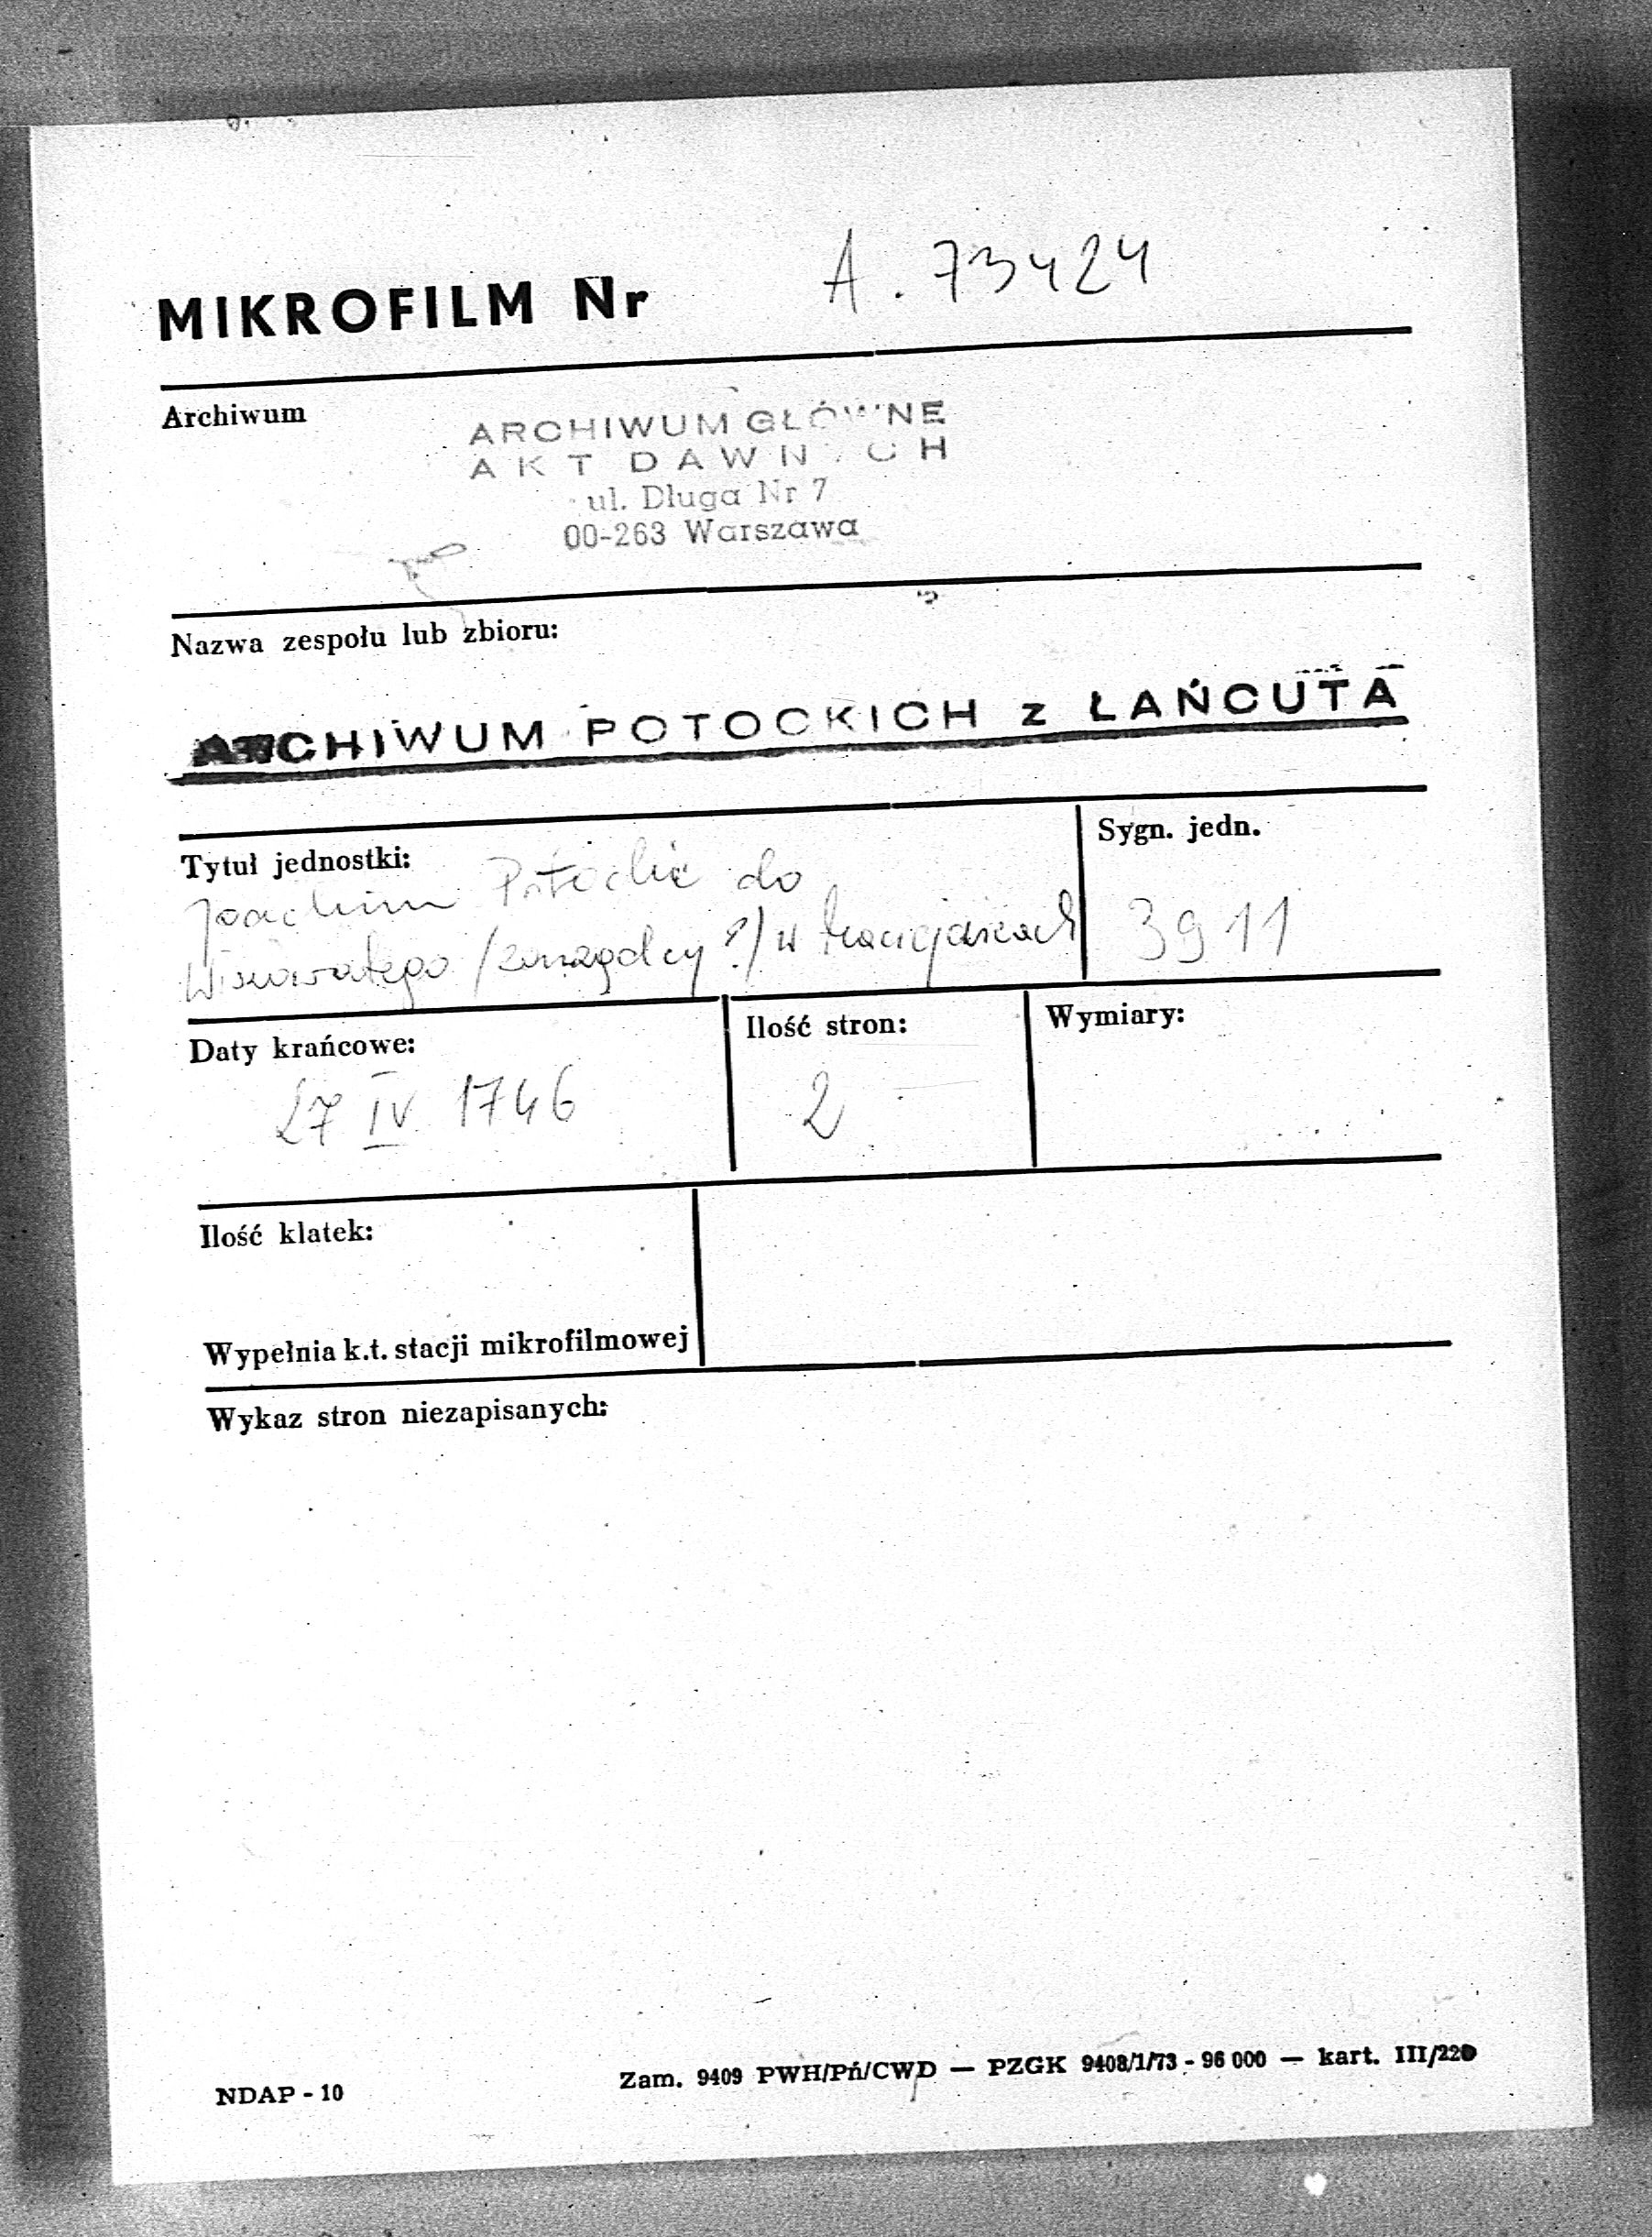 MIKROFILM Nr A. 73424
Archiwum
ARCHIWUM GŁÓWNE
AKT DAWNYCH
ul. Długa Nr 7
00-263 Warszawa
Nazwa zespołu lub zbioru:
ARCHIWUM POTOCKICH z ŁAŃCUTA
Tytuł jednostki:
Joachim Potocki do
/zarządcy ?/ w
Sygn. jedn.
3911
Daty krańcowe:
27 IV 1746
Ilość stron:
2
Wymiary:
Ilość klatek:
Wypełnia k.t. stacji mikrofilmowej
Wykaz stron niezapisanych:
NDAP - 10
Zam. 9409 PWH/Pń/CWD — PZGK 9408/1/73 - 96 000 — kart. III/220